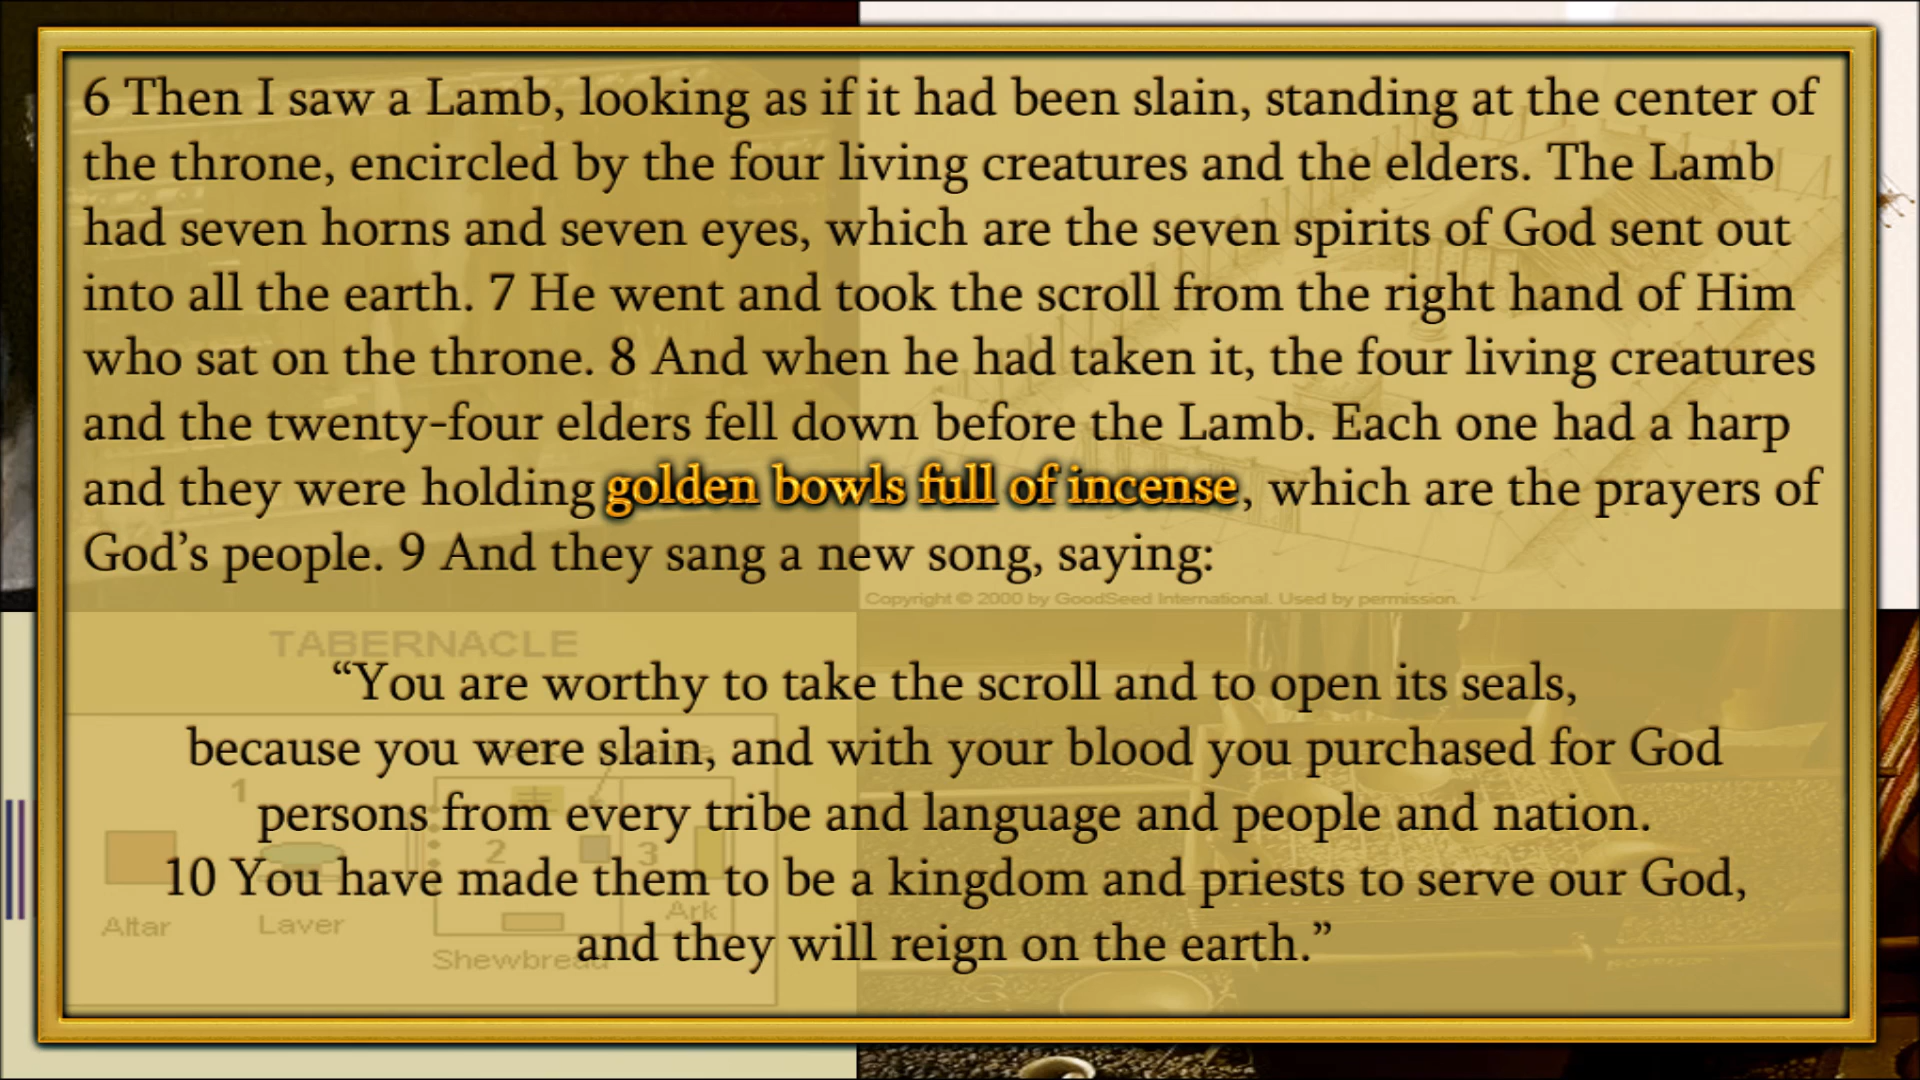 6 Then I saw a Lamb, looking as if it had been slain, standing at the center of
the throne, encircled by the four living creatures and the elders. The Lamb
had seven horns and seven eyes, which are the seven spirits of God sent out
into all the earth. 7 He went and took the scroll from the right hand of Him
who sat on the throne. 8 And when he had taken it, the four living creatures
and the twenty-four elders fell down before the Lamb. Each one had a harp
and they were holding golden bowls full of incense, which are the prayers of
God’s people. 9 And they sang a new song, saying:
Copyright © 2000 by GoodSeed International. Used by permission.
TABERNACLE
“You are worthy to take the scroll and to open its seals,
because you were slain, and with your blood you purchased for God
persons from every tribe and language and people and nation.
10 You have made them to be a kingdom and priests to serve our God,
and they will reign on the earth.”
1
2
3
Altar
Laver
Ark
Shewbread